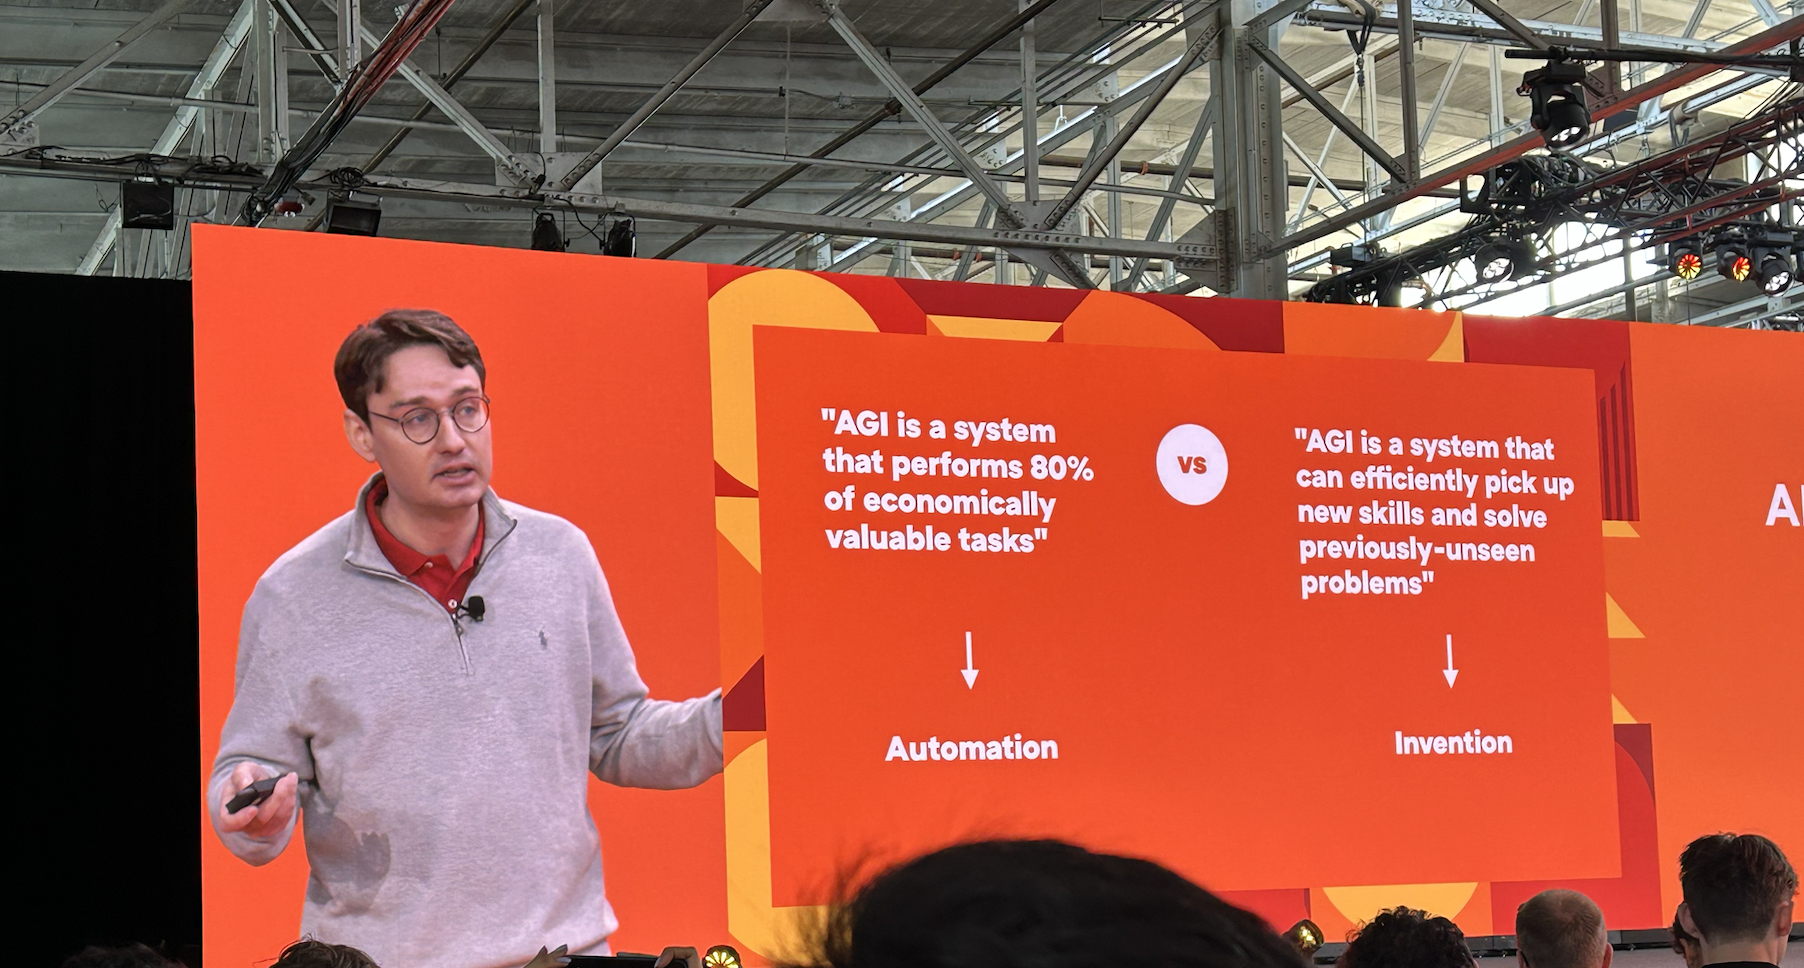 "AGI is a system
that performs 80%
of economically
valuable tasks"
Automation
vs
"AGI is a system that
can efficiently pick up
new skills and solve
previously-unseen
problems"
Invention